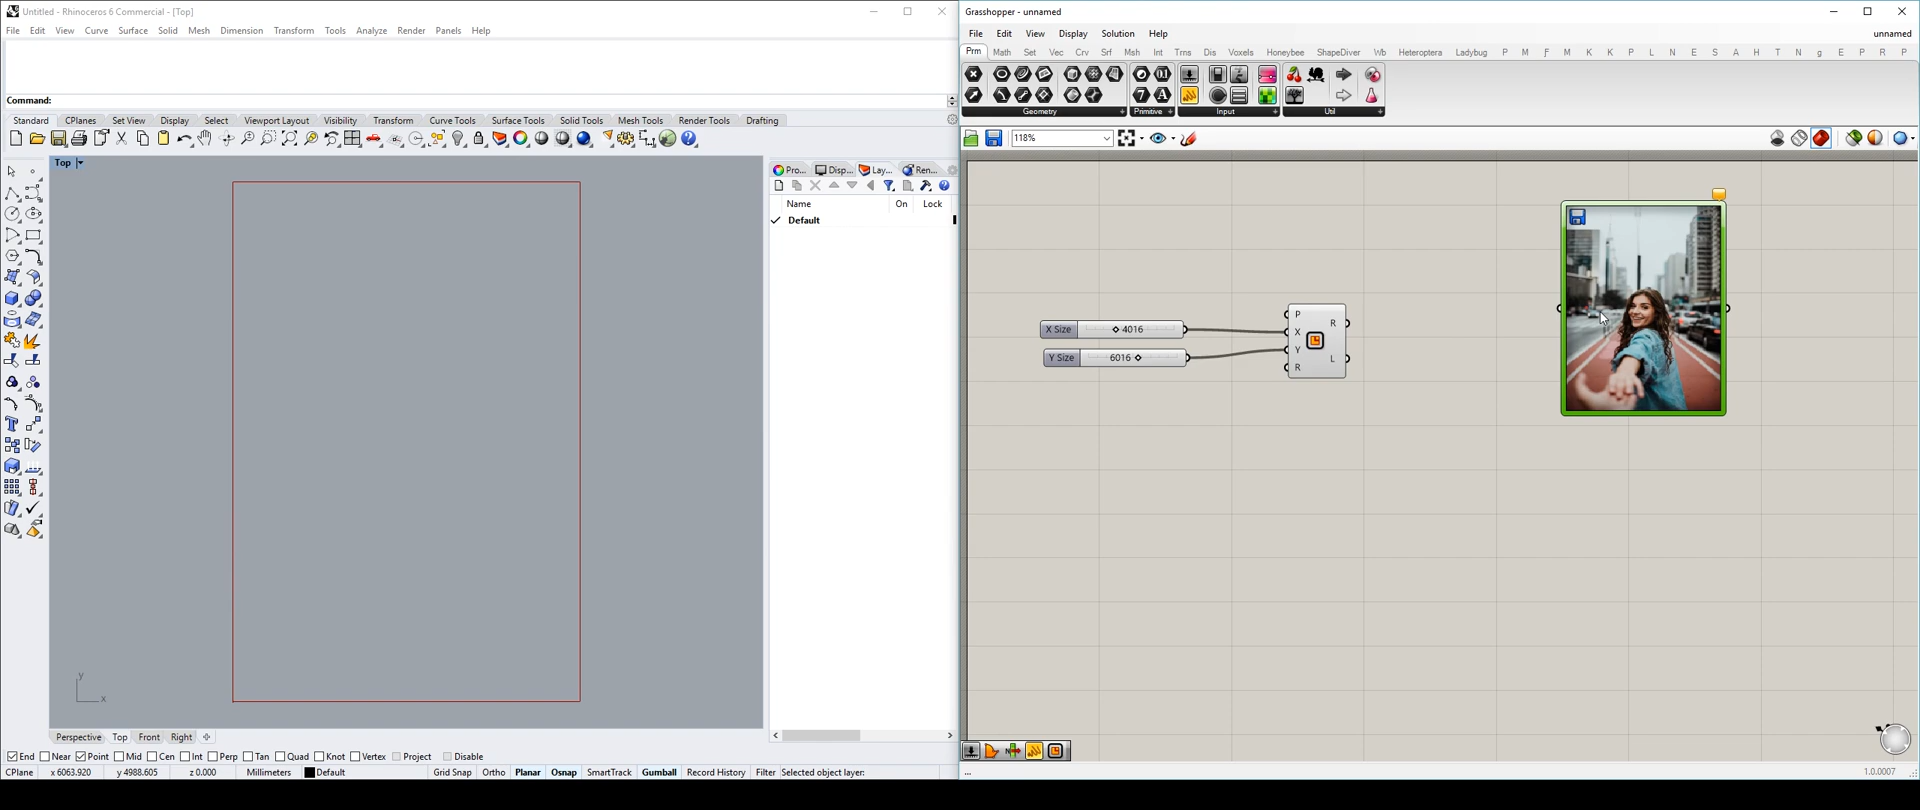 Untitled - Rhinoceros 6 Commercial - [Top]
File Edit View Curve Surface Solid Mesh Dimension Transform Tools Analyze Render Panels Help
Command:
Standard CPlanes Set View Display Select Viewport Layout Visibility Transform Curve Tools Surface Tools Solid Tools Mesh Tools Render Tools Drafting
Top
y
x
Pro... Disp... Lay... Ren...
Name On Lock
Default
Perspective Top Front Right
End Near Point Mid Cen Int Perp Tan Quad Knot Vertex Project Disable
CPlane x 6063.920 y 4988.605 z 0.000 Millimeters Default Grid Snap Ortho Planar Osnap SmartTrack Gumball Record History Filter Selected object layer:
Grasshopper - unnamed
File Edit View Display Solution Help unnamed
Prm Math Set Vec Crv Srf Msh Int Trns Dis Voxels Honeybee ShapeDiver Wb Heteroptera Ladybug P M F M K K P L N E S A H T N g E P R P
Geometry Primitive Input Util
118%
X Size 4016
Y Size 6016
P
X
Y
R
R
L
...
1.0.0007